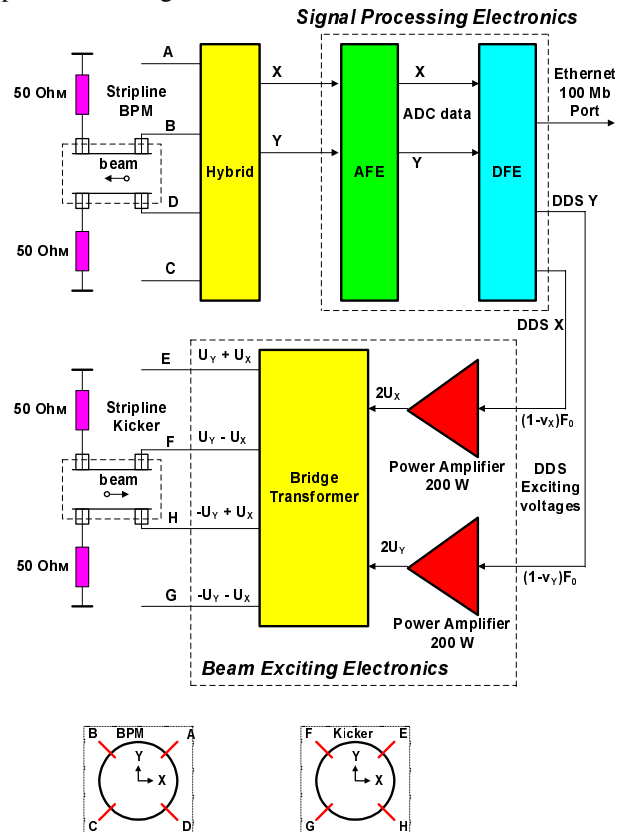 Signal Processing Electronics
A
X
X
Ethernet
100 Mb
Port
50 Ohм
Stripline
BPM
ADC data
B
beam
Y
Y
Hybrid
AFE
DFE
D
DDS Y
50 Ohм
C
DDS X
E
U_Y + U_X
2U_X
50 Ohм
Stripline
Kicker
(1-ν_X)F_0
F
U_Y - U_X
Power Amplifier
200 W
beam
Bridge
Transformer
DDS
Exciting
voltages
H
-U_Y + U_X
2U_Y
50 Ohм
(1-ν_Y)F_0
G
-U_Y - U_X
Power Amplifier
200 W
Beam Exciting Electronics
B BPM A
Y
X
C D
F Kicker E
Y
X
G H